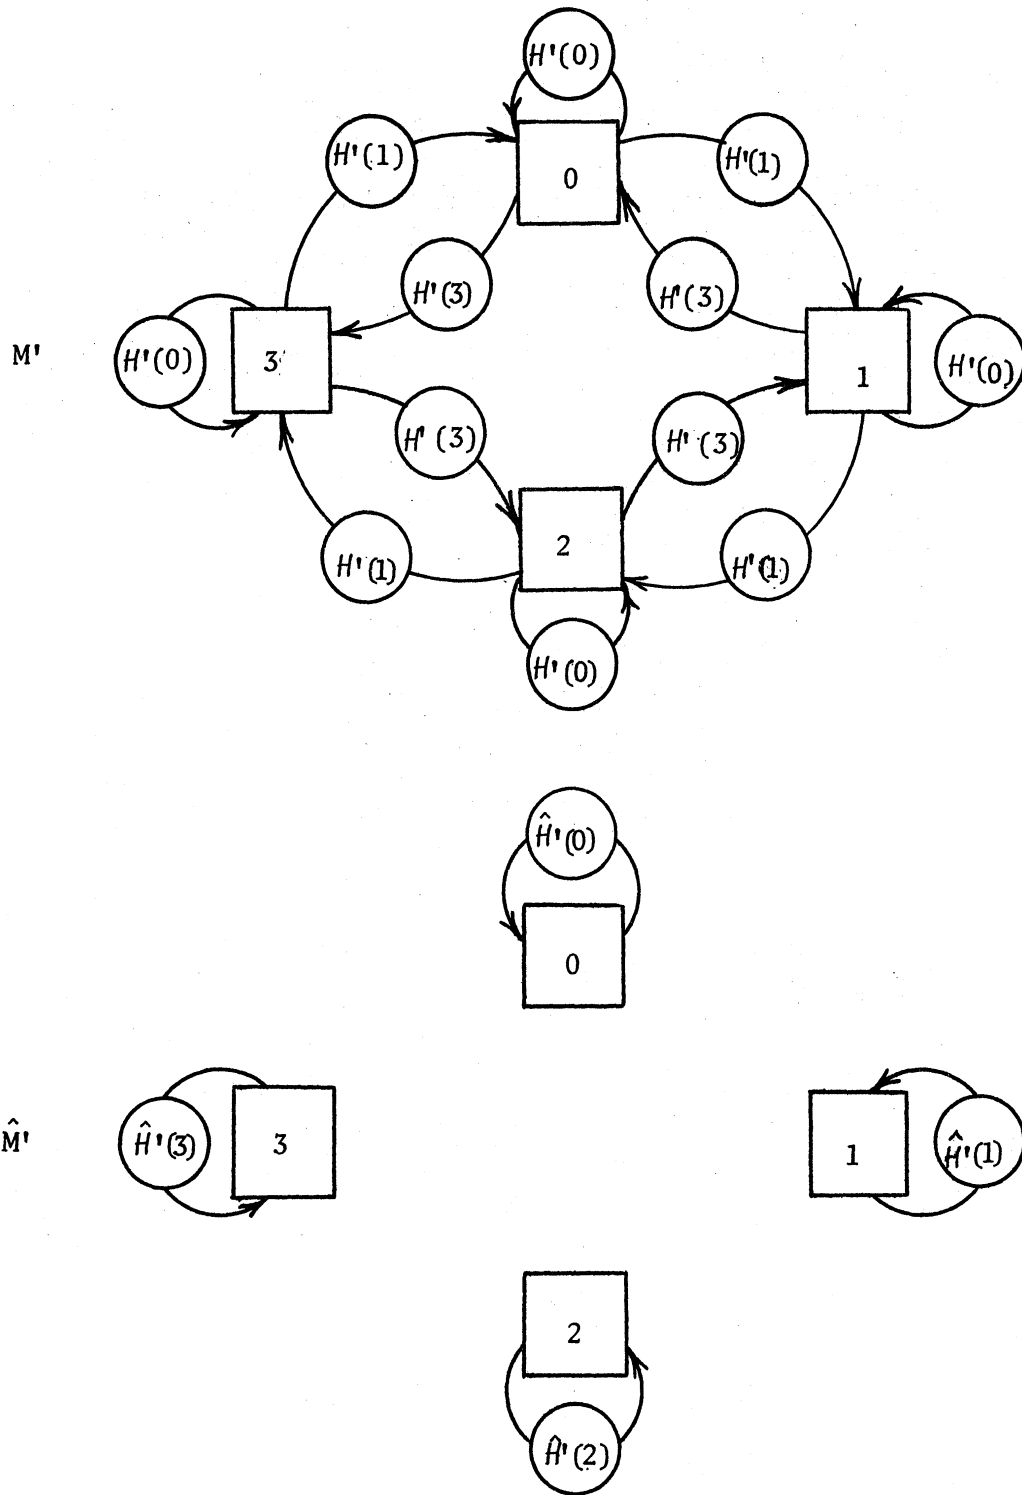 H'(0)
H'(1)
0
H'(1)
H'(3)
H'(3)
M'
H'(0)
3
1
H'(0)
H'(3)
H'(3)
2
H'(1)
H'(1)
H'(0)
Ĥ'(0)
0
M̂'
Ĥ'(3)
3
1
Ĥ'(1)
2
Ĥ'(2)